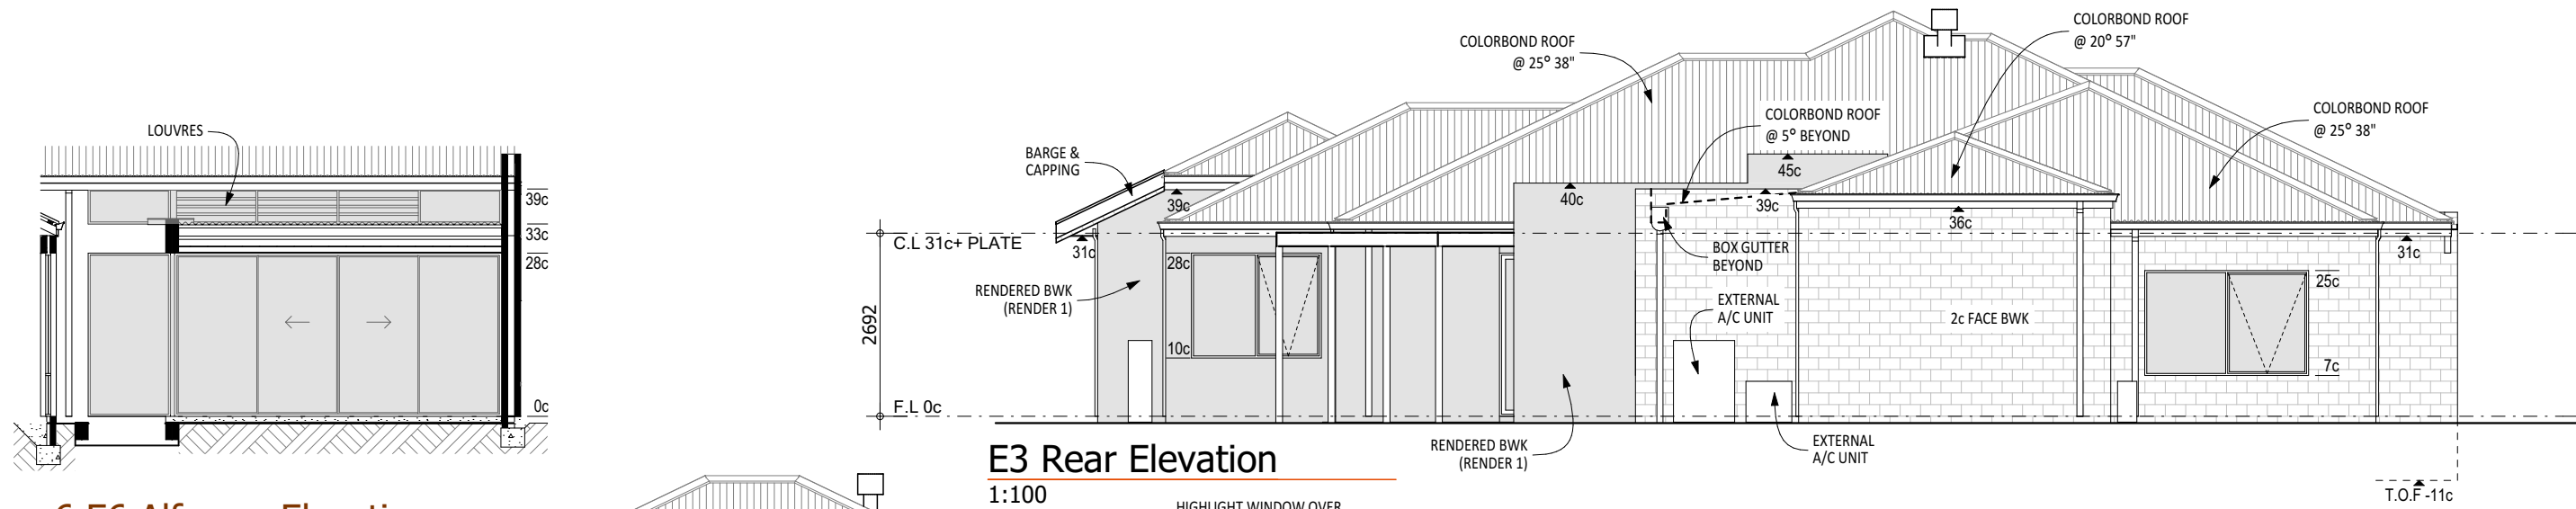 LOUVRES
39c
33c
28c
0c
COLORBOND ROOF
@ 25° 38"
COLORBOND ROOF
@ 20° 57"
COLORBOND ROOF
@ 5° BEYOND
COLORBOND ROOF
@ 25° 38"
BARGE &
CAPPING
45c
40c
39c
39c
36c
C.L 31c+ PLATE
31c
31c
BOX GUTTER
BEYOND
28c
RENDERED BWK
(RENDER 1)
EXTERNAL
A/C UNIT
2c FACE BWK
25c
2692
10c
7c
F.L 0c
E3 Rear Elevation
1:100
RENDERED BWK
(RENDER 1)
EXTERNAL
A/C UNIT
T.O.F -11c
HIGHLIGHT WINDOW OVER